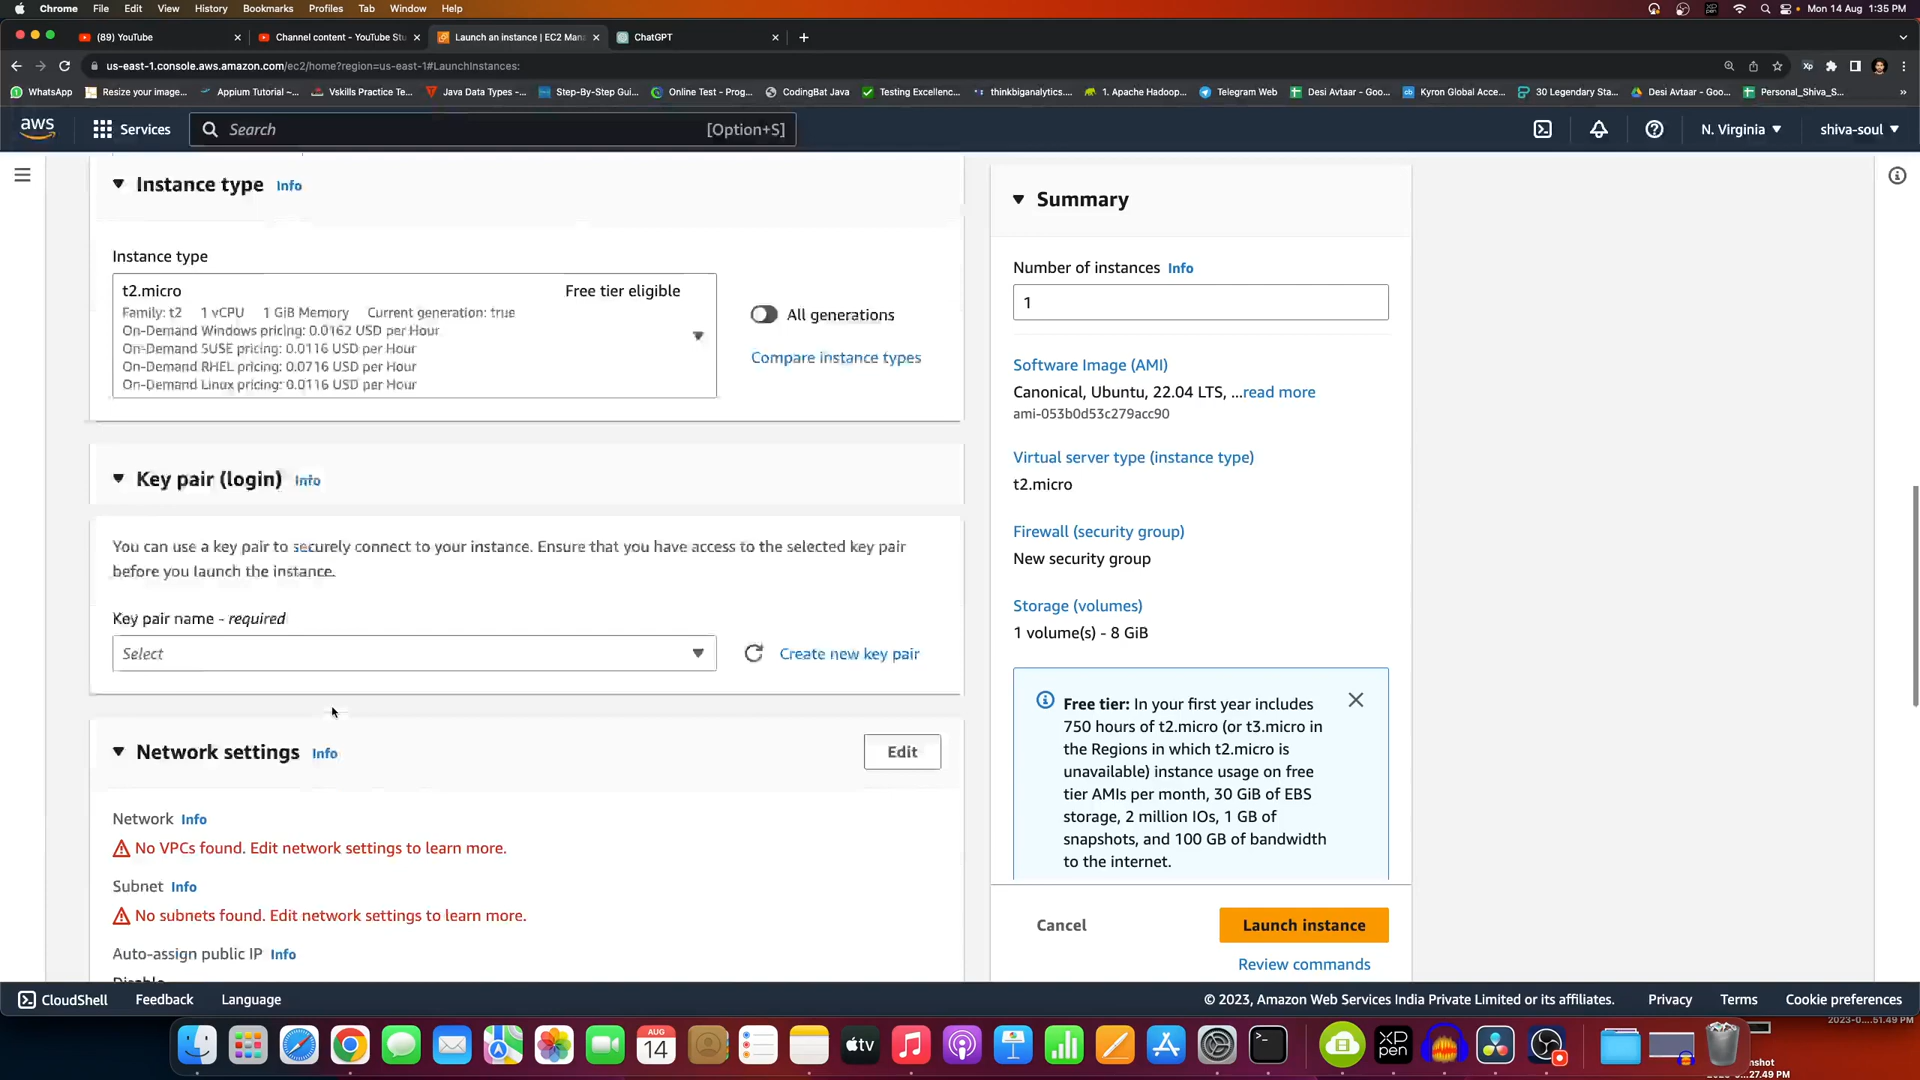 Chrome File Edit View History Bookmarks Profiles Tab Window Help
Mon 14 Aug 1:35 PM
(89) YouTube
Channel content - YouTube Stu
Launch an instance | EC2 Man
ChatGPT
us-east-1.console.aws.amazon.com/ec2/home?region=us-east-1#LaunchInstances:
WhatsApp Resize your image... Appium Tutorial ~... Vskills Practice Te... Java Data Types -... Step-By-Step Gui... Online Test - Prog... CodingBat Java Testing Excellenc... thinkbiganalytics.... 1. Apache Hadoop... Telegram Web Desi Avtaar - Goo... Kyron Global Acce... 30 Legendary Sta... Desi Avtaar - Goo... Personal_Shiva_S... »
aws Services Search [Option+S] N. Virginia shiva-soul
Instance type Info
Instance type
t2.micro Free tier eligible
Family: t2 1 vCPU 1 GiB Memory Current generation: true
On-Demand Windows pricing: 0.0162 USD per Hour
On-Demand SUSE pricing: 0.0116 USD per Hour
On-Demand RHEL pricing: 0.0716 USD per Hour
On-Demand Linux pricing: 0.0116 USD per Hour
All generations
Compare instance types
Key pair (login) Info
You can use a key pair to securely connect to your instance. Ensure that you have access to the selected key pair
before you launch the instance.
Key pair name - required
Select
Create new key pair
Network settings Info
Edit
Network Info
No VPCs found. Edit network settings to learn more.
Subnet Info
No subnets found. Edit network settings to learn more.
Auto-assign public IP Info
Summary
Number of instances Info
1
Software Image (AMI)
Canonical, Ubuntu, 22.04 LTS, ...read more
ami-053b0d53c279acc90
Virtual server type (instance type)
t2.micro
Firewall (security group)
New security group
Storage (volumes)
1 volume(s) - 8 GiB
Free tier: In your first year includes
750 hours of t2.micro (or t3.micro in
the Regions in which t2.micro is
unavailable) instance usage on free
tier AMIs per month, 30 GiB of EBS
storage, 2 million IOs, 1 GB of
snapshots, and 100 GB of bandwidth
to the internet.
Cancel
Launch instance
Review commands
CloudShell Feedback Language
© 2023, Amazon Web Services India Private Limited or its affiliates. Privacy Terms Cookie preferences
AUG
14
tv
XP
pen